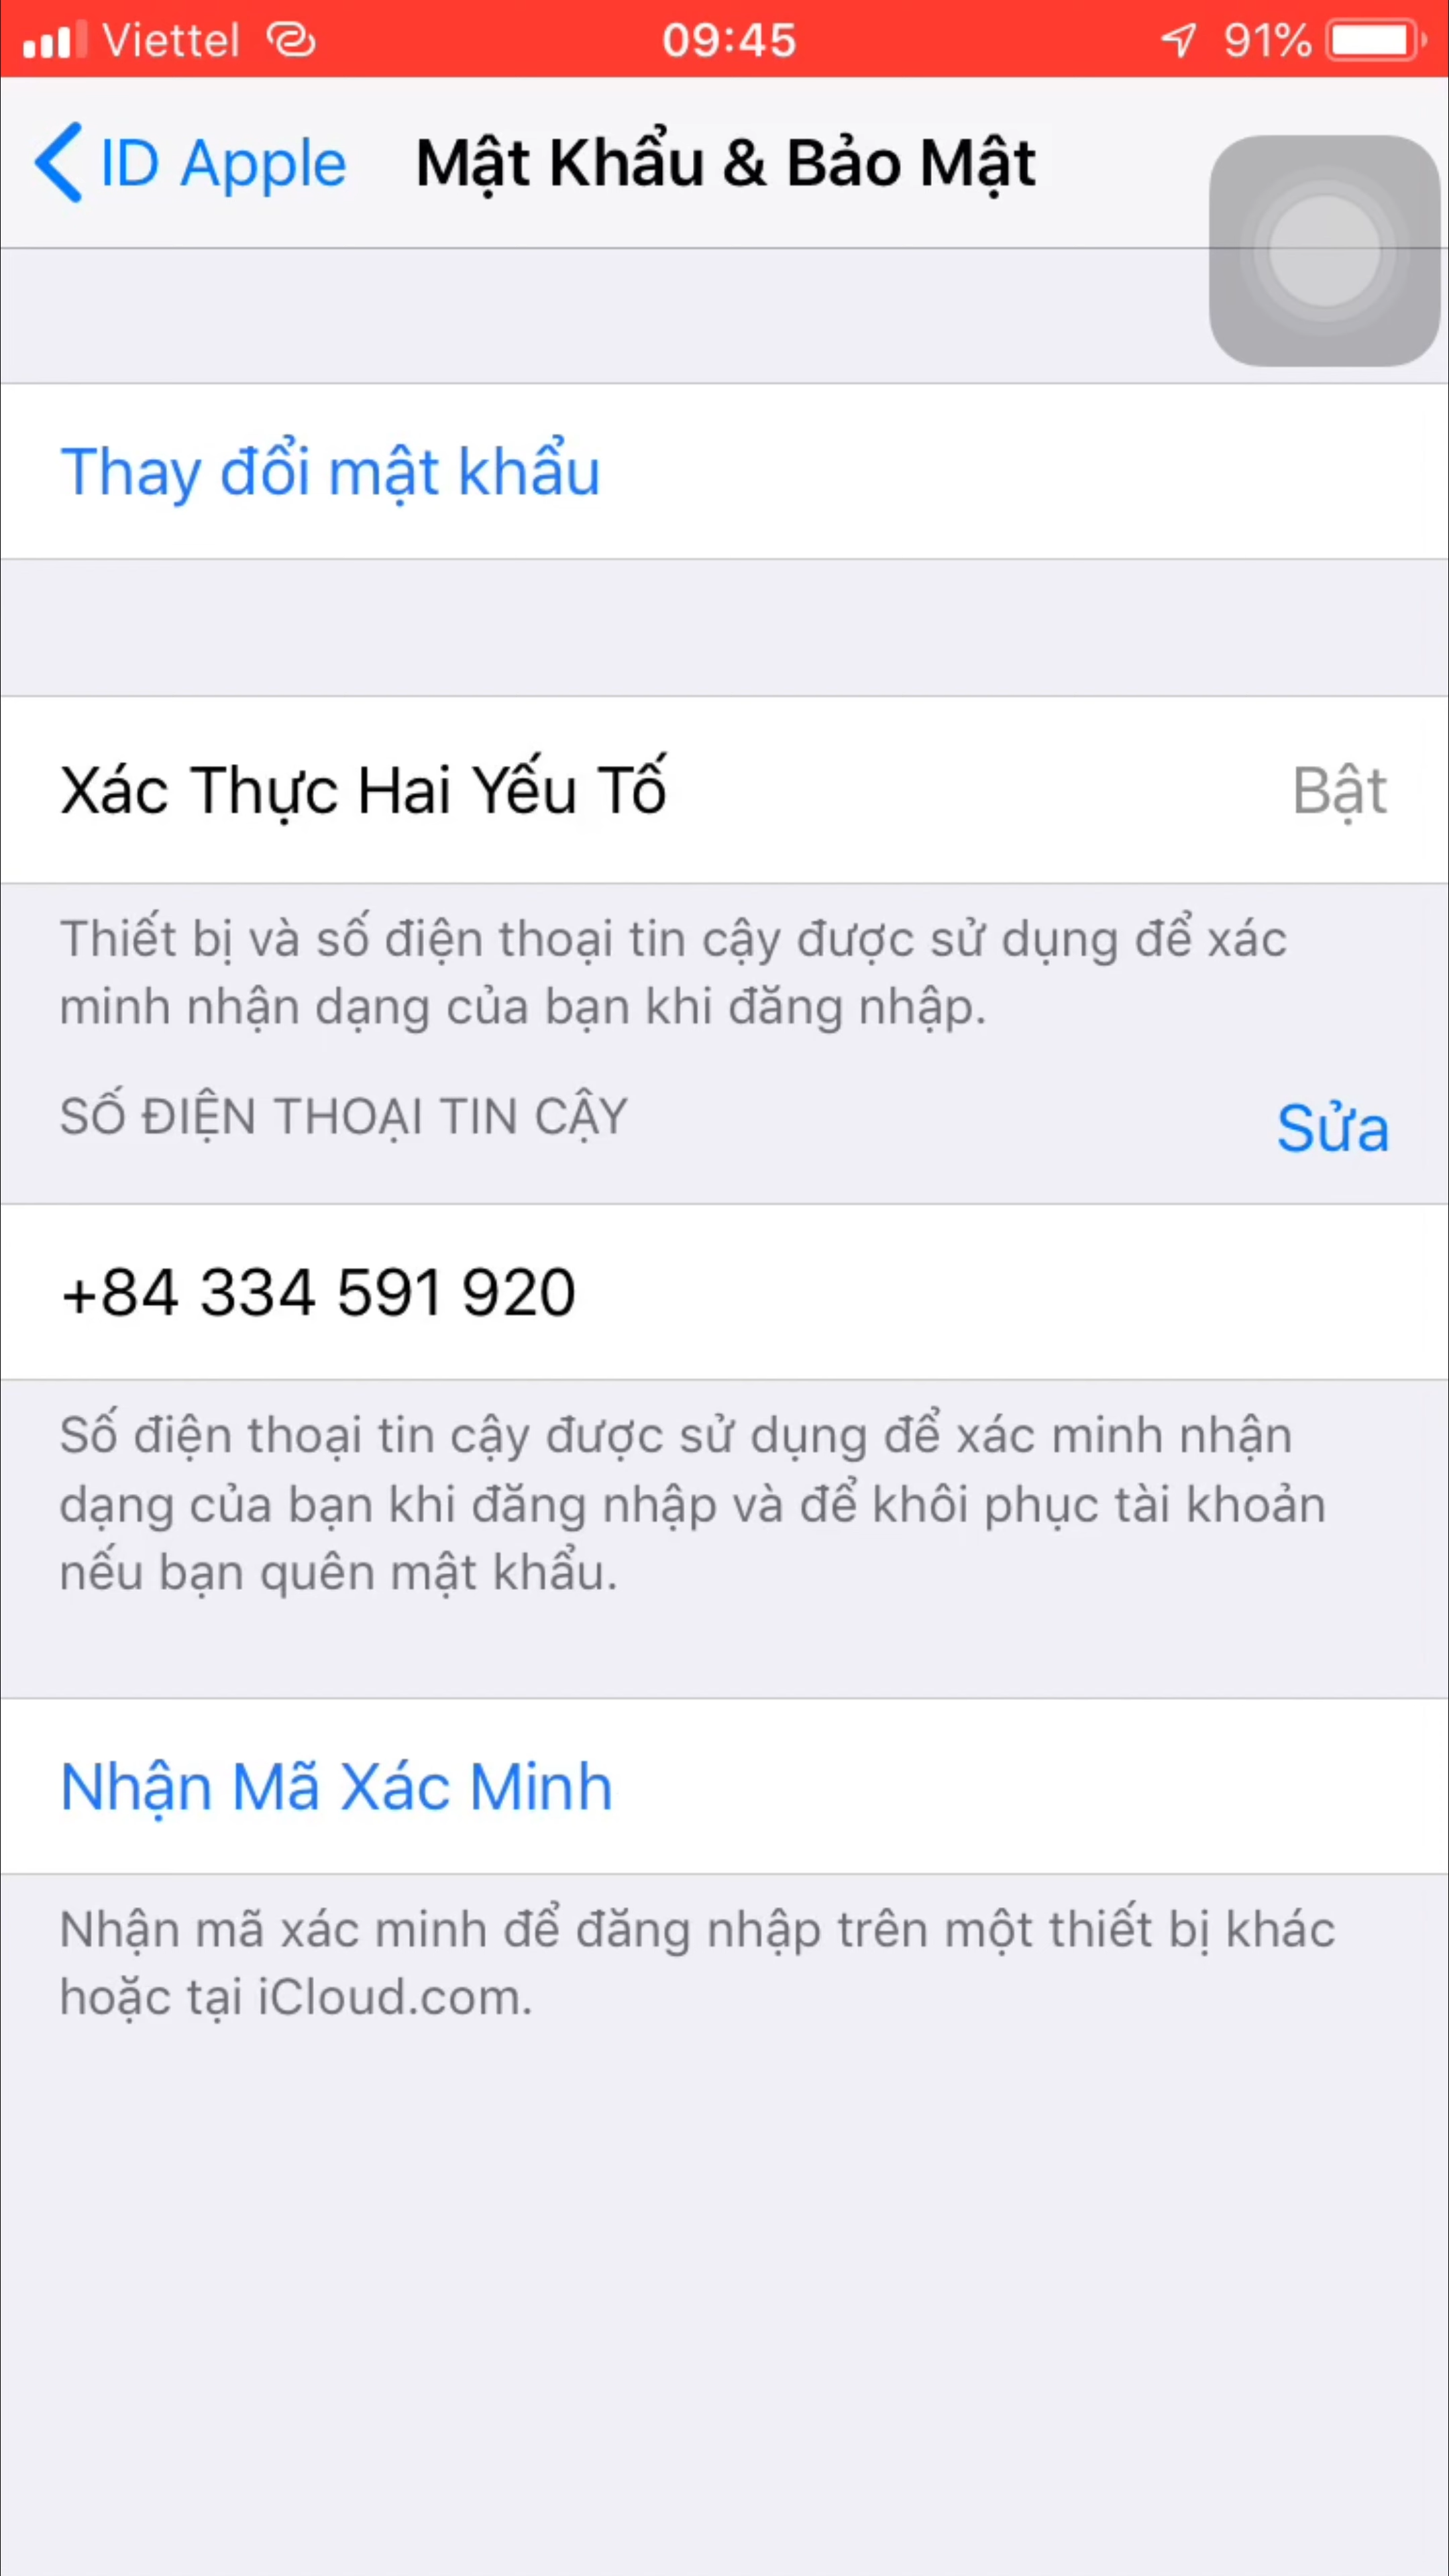 Viettel 09:45 91%
ID Apple Mật Khẩu & Bảo Mật
Thay đổi mật khẩu
Xác Thực Hai Yếu Tố Bật
Thiết bị và số điện thoại tin cậy được sử dụng để xác
minh nhận dạng của bạn khi đăng nhập.
SỐ ĐIỆN THOẠI TIN CẬY Sửa
+84 334 591 920
Số điện thoại tin cậy được sử dụng để xác minh nhận
dạng của bạn khi đăng nhập và để khôi phục tài khoản
nếu bạn quên mật khẩu.
Nhận Mã Xác Minh
Nhận mã xác minh để đăng nhập trên một thiết bị khác
hoặc tại iCloud.com.